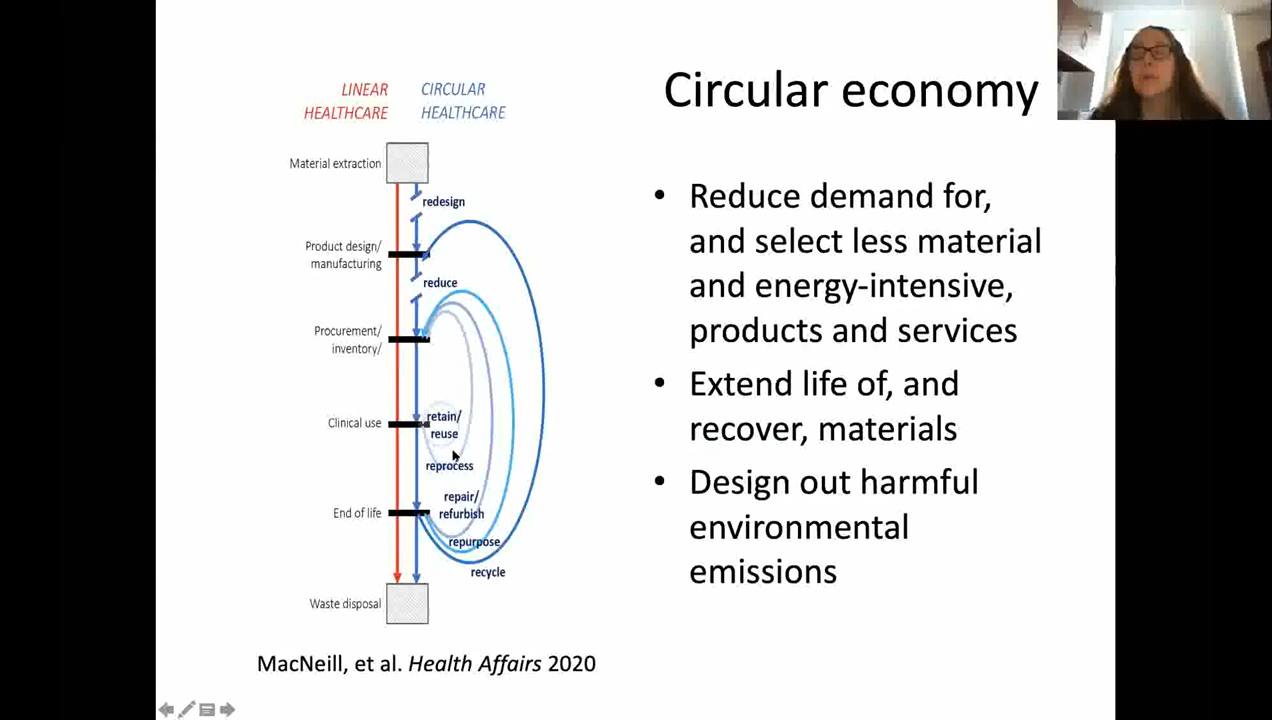 LINEAR
HEALTHCARE
CIRCULAR
HEALTHCARE
Material extraction
redesign
Product design/
manufacturing
reduce
Procurement/
inventory/
Clinical use
retain/
reuse
reprocess
repair/
refurbish
End of life
repurpose
recycle
Waste disposal
MacNeill, et al. Health Affairs 2020
Circular economy
• Reduce demand for,
and select less material
and energy-intensive,
products and services
• Extend life of, and
recover, materials
• Design out harmful
environmental
emissions